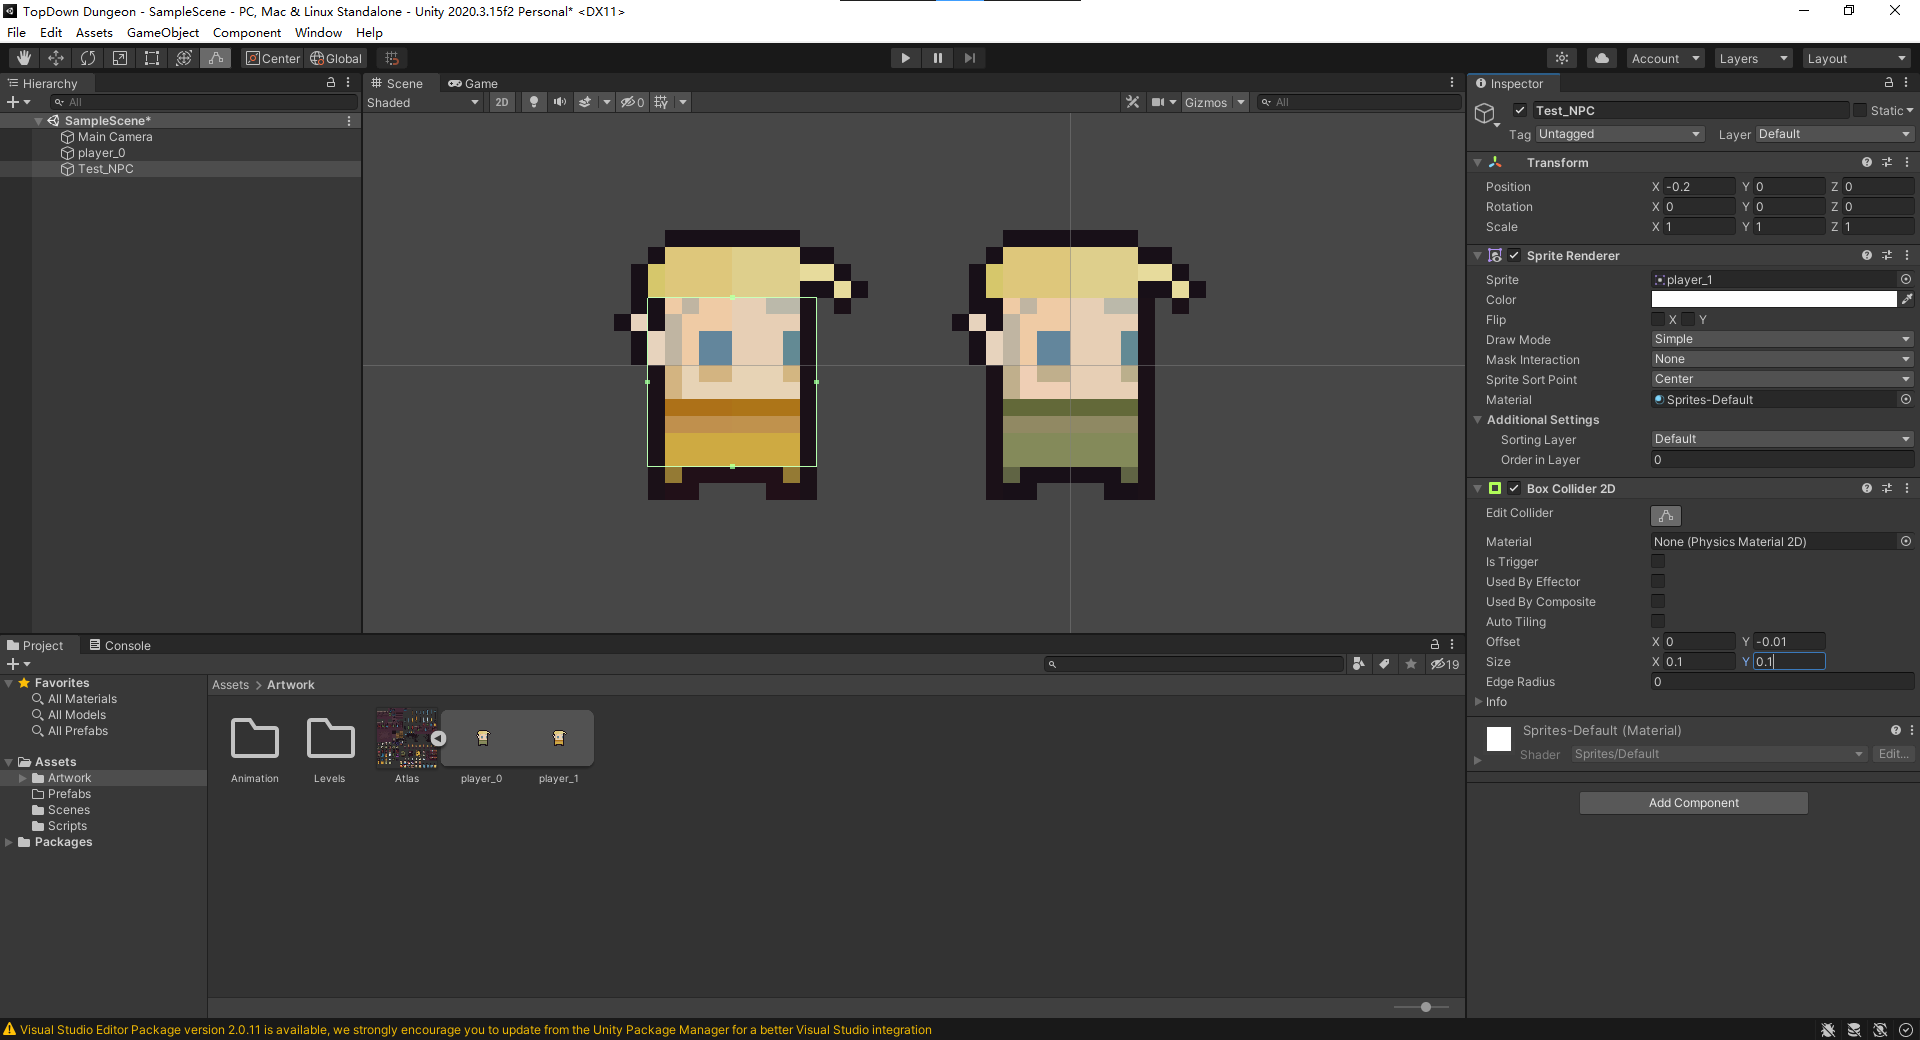 TopDown Dungeon - SampleScene - PC, Mac & Linux Standalone - Unity 2020.3.15f2 Personal* <DX11>
File Edit Assets GameObject Component Window Help
Center Global Account Layers Layout
Hierarchy
All
SampleScene*
Main Camera
player_0
Test_NPC
Scene Game
Shaded 2D 0 Gizmos All
Inspector
Test_NPC Static
Tag Untagged Layer Default
Transform
Position X -0.2 Y 0 Z 0
Rotation X 0 Y 0 Z 0
Scale X 1 Y 1 Z 1
Sprite Renderer
Sprite player_1
Color
Flip X Y
Draw Mode Simple
Mask Interaction None
Sprite Sort Point Center
Material Sprites-Default
Additional Settings
Sorting Layer Default
Order in Layer 0
Box Collider 2D
Edit Collider
Material None (Physics Material 2D)
Is Trigger
Used By Effector
Used By Composite
Auto Tiling
Offset X 0 Y -0.01
Size X 0.1 Y 0.1
Edge Radius 0
Info
Sprites-Default (Material)
Shader Sprites/Default Edit...
Add Component
Project Console
19
Favorites
All Materials
All Models
All Prefabs
Assets
Artwork
Prefabs
Scenes
Scripts
Packages
Assets > Artwork
Animation Levels Atlas player_0 player_1
Visual Studio Editor Package version 2.0.11 is available, we strongly encourage you to update from the Unity Package Manager for a better Visual Studio integration